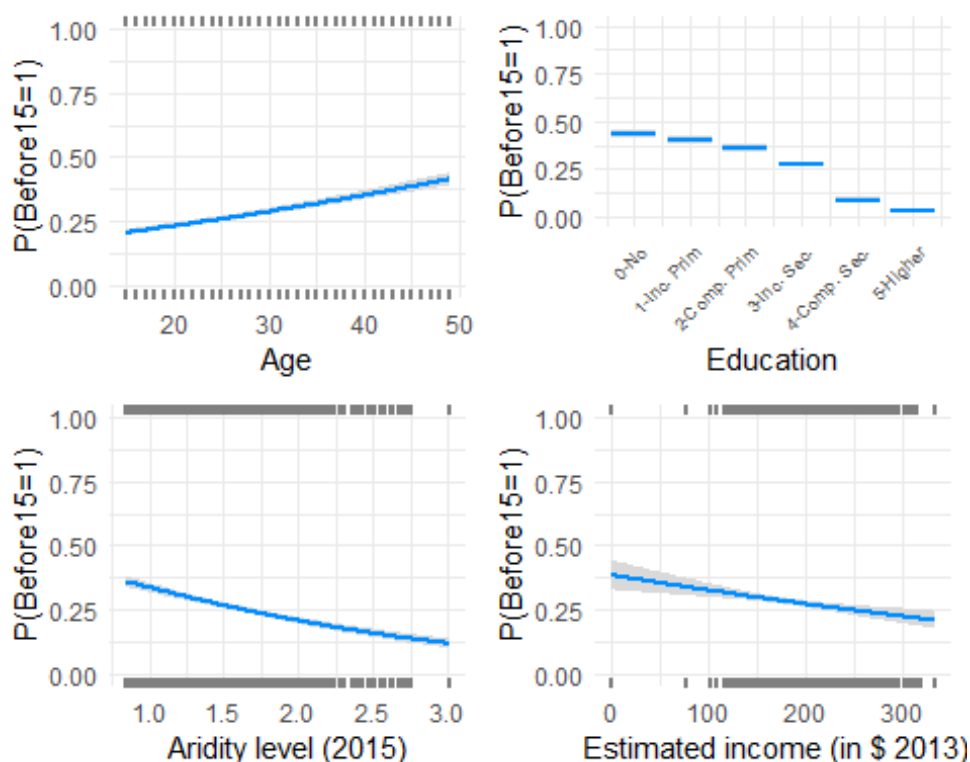 P(Before15=1)
1.00
0.75
0.50
0.25
0.00
20 30 40 50
Age
P(Before15=1)
1.00
0.75
0.50
0.25
0.00
0-No
1-Inc. Prim
2-Comp. Prim
3-Inc. Sec.
4-Comp. Sec.
5-Higher
Education
P(Before15=1)
1.00
0.75
0.50
0.25
0.00
1.0 1.5 2.0 2.5 3.0
Aridity level (2015)
P(Before15=1)
1.00
0.75
0.50
0.25
0.00
0 100 200 300
Estimated income (in $ 2013)